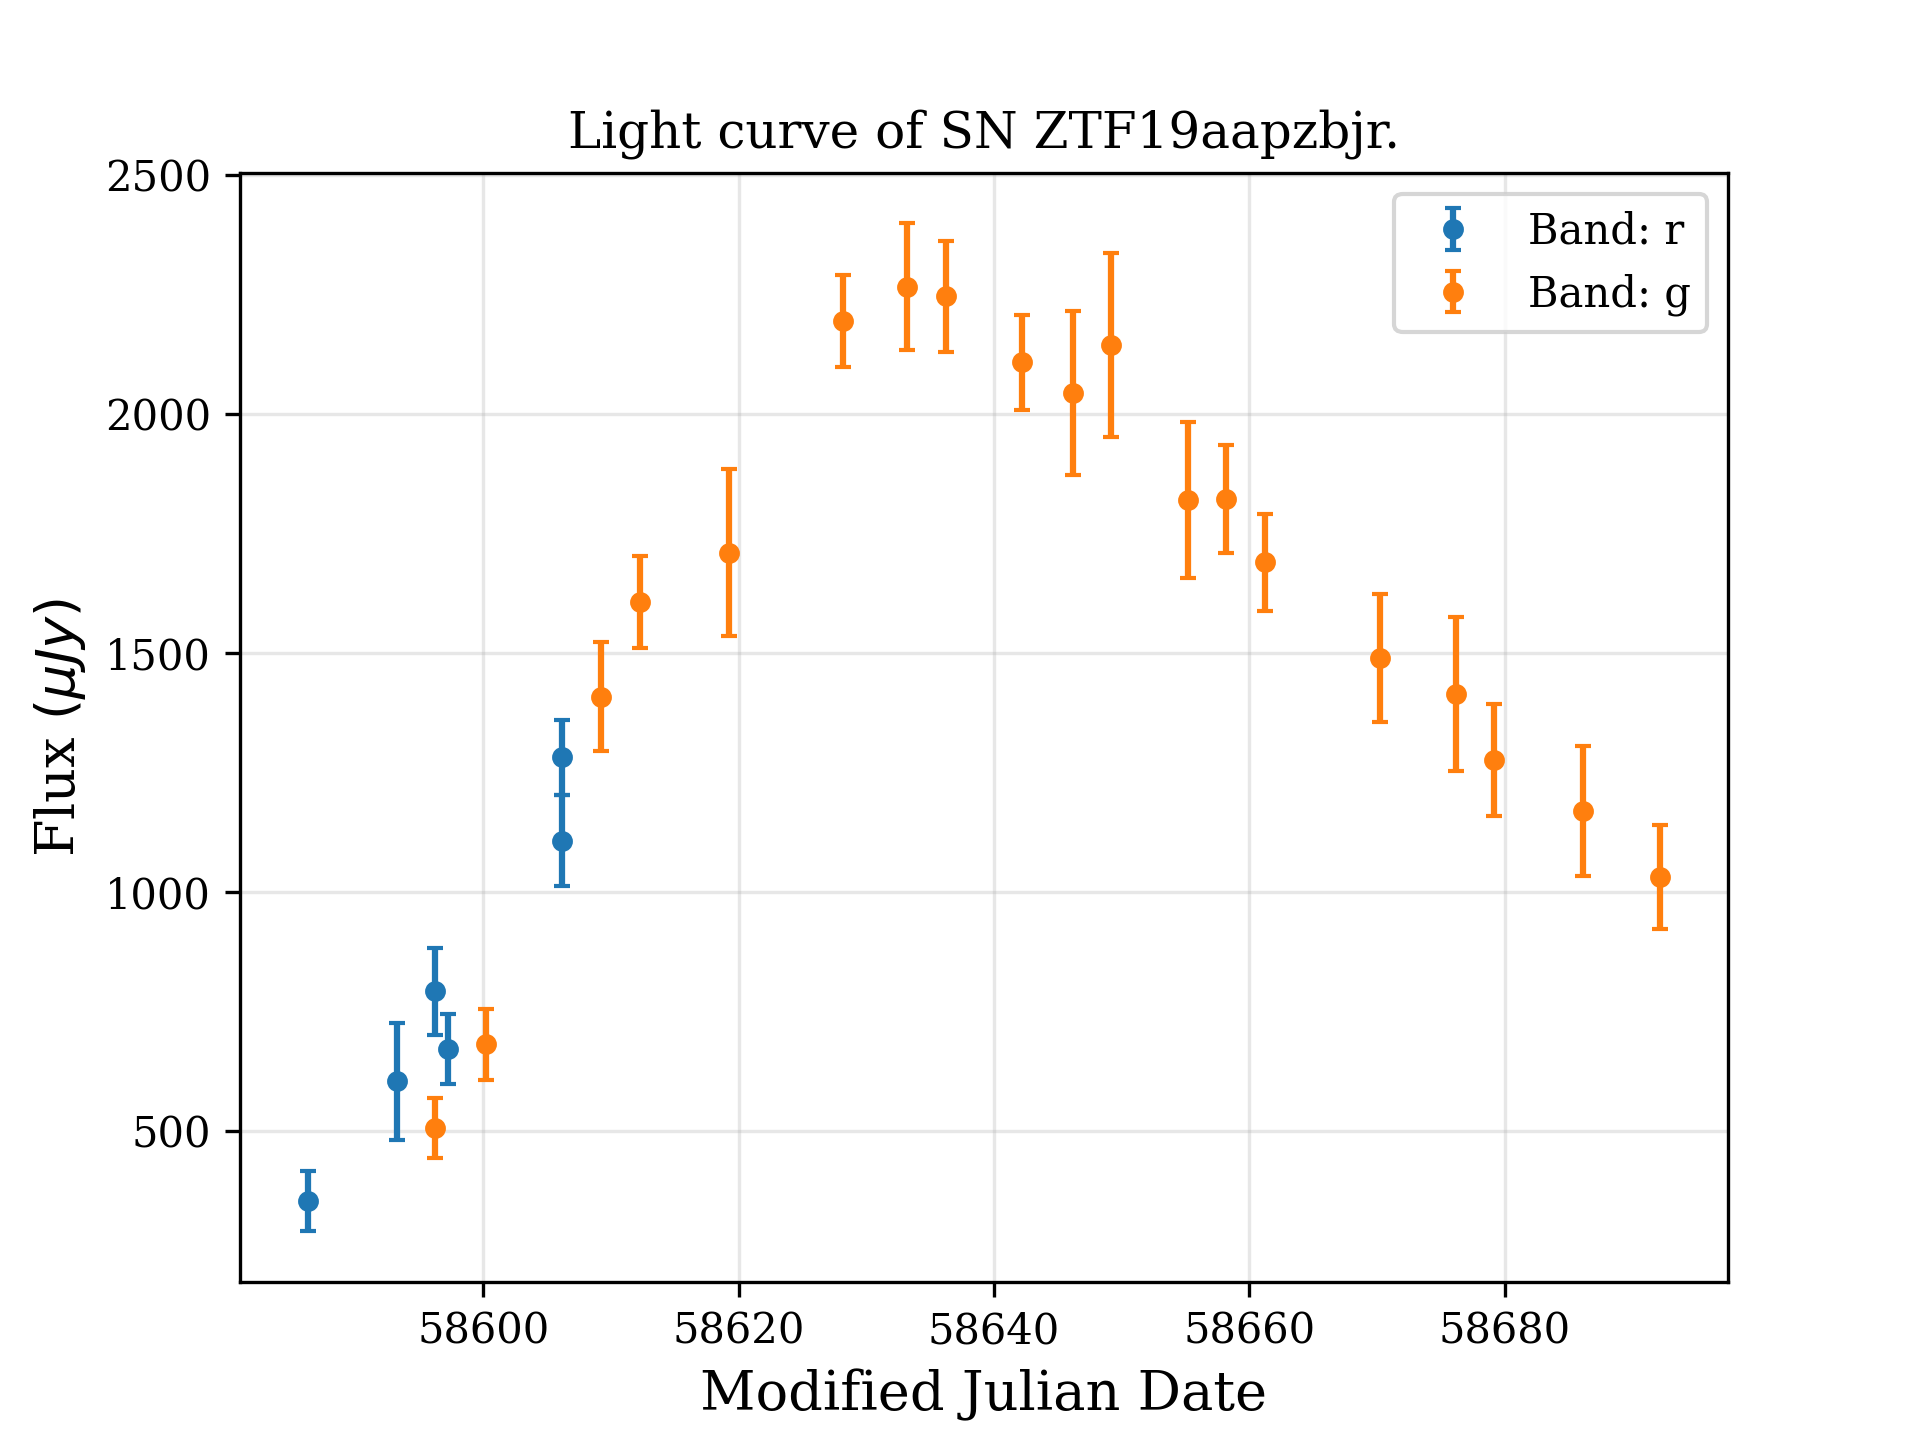 Light curve of SN ZTF19aapzbjr.
2500
2000
1500
1000
500
Flux (μJy)
Band: r
Band: g
58600 58620 58640 58660 58680
Modified Julian Date